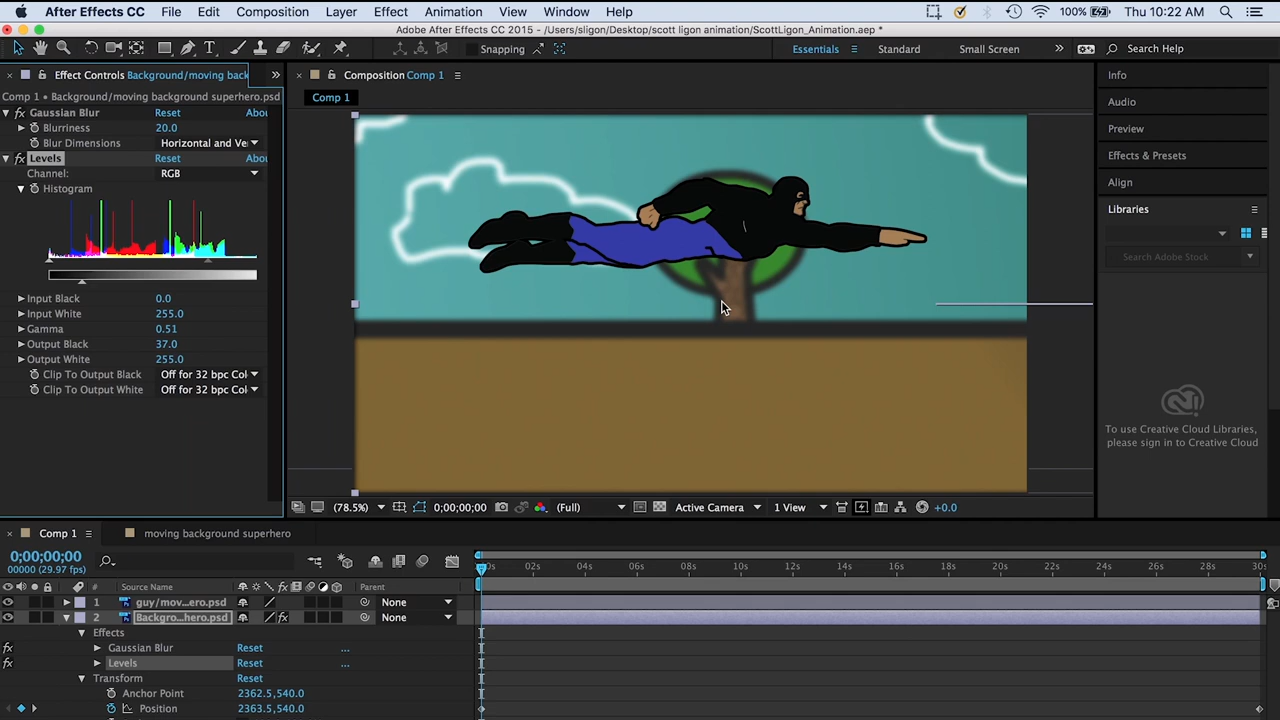 After Effects CC File Edit Composition Layer Effect Animation View Window Help 100% Thu 10:22 AM
Adobe After Effects CC 2015 - /Users/sligon/Desktop/scott ligon animation/ScottLigon_Animation.aep *
Snapping Essentials Standard Small Screen Search Help
Effect Controls Background/moving back
Composition Comp 1
Info
Comp 1 • Background/moving background superhero.psd
Comp 1
Audio
fx Gaussian Blur Reset Abou
Blurriness 20.0
Preview
Blur Dimensions Horizontal and Ve
fx Levels Reset Abou
Effects & Presets
Channel: RGB
Align
Histogram
Libraries
Search Adobe Stock
Input Black 0.0
Input White 255.0
Gamma 0.51
Output Black 37.0
Output White 255.0
Clip To Output Black Off for 32 bpc Col
Clip To Output White Off for 32 bpc Col
To use Creative Cloud Libraries,
please sign in to Creative Cloud
(78.5%) 0;00;00;00 (Full) Active Camera 1 View +0.0
Comp 1 moving background superhero
0;00;00;00
00000 (29.97 fps)
00s 02s 04s 06s 08s 10s 12s 14s 16s 18s 20s 22s 24s 26s 28s 30s
# Source Name fx Parent
1 guy/mov...ero.psd None
2 Backgro...hero.psd fx None
Effects
fx Gaussian Blur Reset ...
fx Levels Reset ...
Transform Reset
Anchor Point 2362.5,540.0
Position 2363.5,540.0